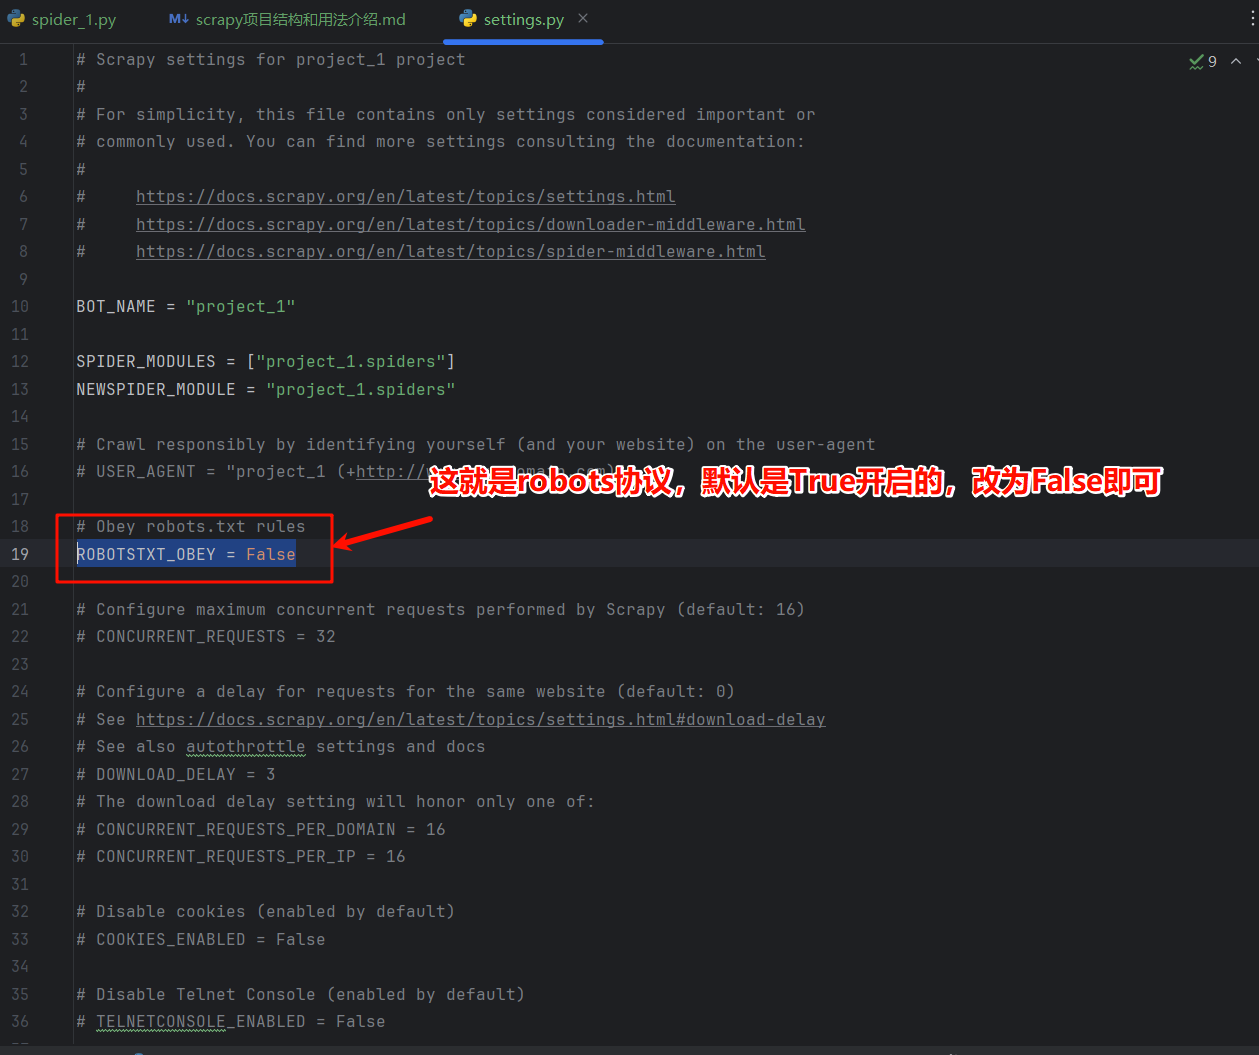 spider_1.py
M↓ scrapy项目结构和用法介绍.md
settings.py
9
1 # Scrapy settings for project_1 project
2 #
3 # For simplicity, this file contains only settings considered important or
4 # commonly used. You can find more settings consulting the documentation:
5 #
6 #     https://docs.scrapy.org/en/latest/topics/settings.html
7 #     https://docs.scrapy.org/en/latest/topics/downloader-middleware.html
8 #     https://docs.scrapy.org/en/latest/topics/spider-middleware.html
9
10 BOT_NAME = "project_1"
11
12 SPIDER_MODULES = ["project_1.spiders"]
13 NEWSPIDER_MODULE = "project_1.spiders"
14
15 # Crawl responsibly by identifying yourself (and your website) on the user-agent
16 # USER_AGENT = "project_1 (+http://
这就是robots协议，默认是True开启的，改为False即可
17
18 # Obey robots.txt rules
19 ROBOTSTXT_OBEY = False
20
21 # Configure maximum concurrent requests performed by Scrapy (default: 16)
22 # CONCURRENT_REQUESTS = 32
23
24 # Configure a delay for requests for the same website (default: 0)
25 # See https://docs.scrapy.org/en/latest/topics/settings.html#download-delay
26 # See also autothrottle settings and docs
27 # DOWNLOAD_DELAY = 3
28 # The download delay setting will honor only one of:
29 # CONCURRENT_REQUESTS_PER_DOMAIN = 16
30 # CONCURRENT_REQUESTS_PER_IP = 16
31
32 # Disable cookies (enabled by default)
33 # COOKIES_ENABLED = False
34
35 # Disable Telnet Console (enabled by default)
36 # TELNETCONSOLE_ENABLED = False